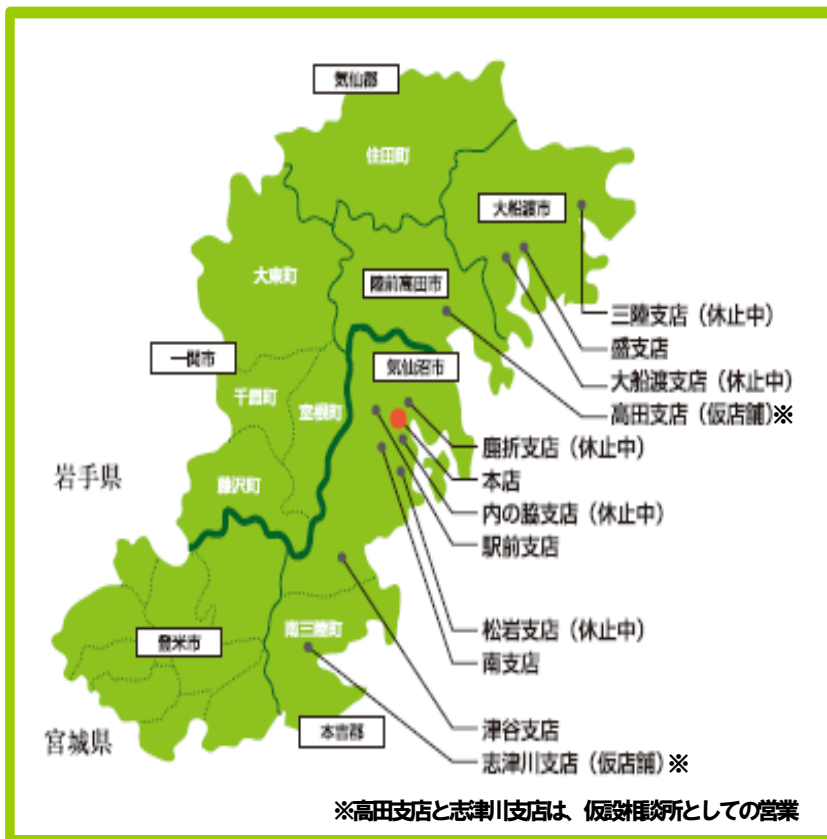 気仙郡
住田町
大船渡市
大東町
陸前高田市
三陸支店（休止中）
盛支店
一関市
気仙沼市
大船渡支店（休止中）
千厩町
室根町
高田支店（仮店舗）※
鹿折支店（休止中）
岩手県
藤沢町
本店
内の脇支店（休止中）
駅前支店
登米市
南三陸町
松岩支店（休止中）
南支店
宮城県
本吉郡
津谷支店
志津川支店（仮店舗）※
※高田支店と志津川支店は、仮設相談所としての営業